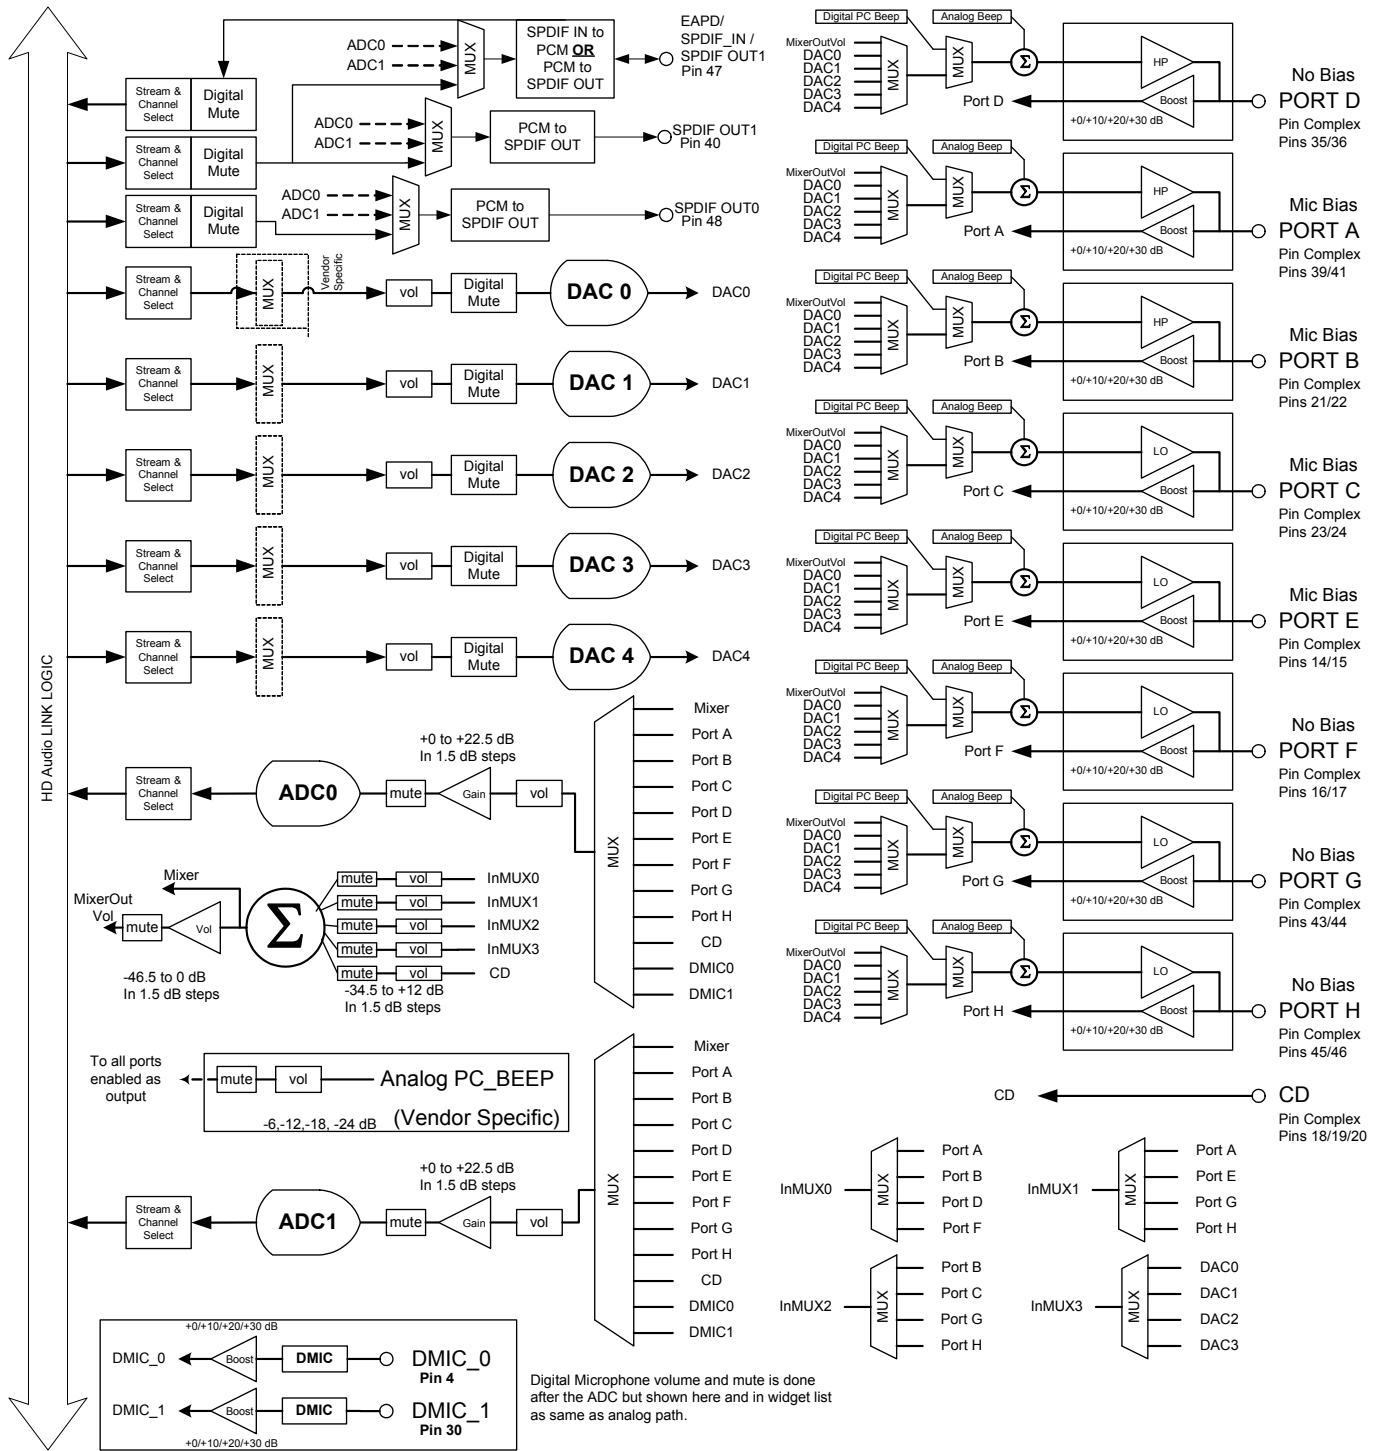 HD Audio LINK LOGIC
Stream & Channel Select
Digital Mute
ADC0
ADC1
MUX
SPDIF IN to
PCM OR
PCM to
SPDIF OUT
EAPD/
SPDIF_IN /
SPDIF OUT1
Pin 47
Stream & Channel Select
Digital Mute
ADC0
ADC1
MUX
PCM to
SPDIF OUT
SPDIF OUT1
Pin 40
Stream & Channel Select
Digital Mute
ADC0
ADC1
MUX
PCM to
SPDIF OUT
SPDIF OUT0
Pin 48
Stream & Channel Select
MUX
Vendor Specific
vol
Digital Mute
DAC 0
DAC0
Stream & Channel Select
MUX
vol
Digital Mute
DAC 1
DAC1
Stream & Channel Select
MUX
vol
Digital Mute
DAC 2
DAC2
Stream & Channel Select
MUX
vol
Digital Mute
DAC 3
DAC3
Stream & Channel Select
MUX
vol
Digital Mute
DAC 4
DAC4
Stream & Channel Select
ADC0
mute
Gain
+0 to +22.5 dB
In 1.5 dB steps
vol
MUX
Mixer
Port A
Port B
Port C
Port D
Port E
Port F
Port G
Port H
CD
DMIC0
DMIC1
Mixer
MixerOut
Vol
mute
Vol
-46.5 to 0 dB
In 1.5 dB steps
Σ
mute vol InMUX0
mute vol InMUX1
mute vol InMUX2
mute vol InMUX3
mute vol CD
-34.5 to +12 dB
In 1.5 dB steps
To all ports
enabled as
output
mute
vol
Analog PC_BEEP
-6,-12,-18, -24 dB
(Vendor Specific)
Stream & Channel Select
ADC1
mute
Gain
+0 to +22.5 dB
In 1.5 dB steps
vol
MUX
Mixer
Port A
Port B
Port C
Port D
Port E
Port F
Port G
Port H
CD
DMIC0
DMIC1
+0/+10/+20/+30 dB
DMIC_0
Boost
DMIC
DMIC_0
Pin 4
DMIC_1
Boost
DMIC
DMIC_1
Pin 30
+0/+10/+20/+30 dB
Digital Microphone volume and mute is done
after the ADC but shown here and in widget list
as same as analog path.
Digital PC Beep
Analog Beep
MixerOutVol
DAC0
DAC1
DAC2
DAC3
DAC4
MUX
MUX
Σ
HP
Port D
Boost
+0/+10/+20/+30 dB
No Bias
PORT D
Pin Complex
Pins 35/36
Digital PC Beep
Analog Beep
MixerOutVol
DAC0
DAC1
DAC2
DAC3
DAC4
MUX
MUX
Σ
HP
Port A
Boost
+0/+10/+20/+30 dB
Mic Bias
PORT A
Pin Complex
Pins 39/41
Digital PC Beep
Analog Beep
MixerOutVol
DAC0
DAC1
DAC2
DAC3
DAC4
MUX
MUX
Σ
HP
Port B
Boost
+0/+10/+20/+30 dB
Mic Bias
PORT B
Pin Complex
Pins 21/22
Digital PC Beep
Analog Beep
MixerOutVol
DAC0
DAC1
DAC2
DAC3
DAC4
MUX
MUX
Σ
LO
Port C
Boost
+0/+10/+20/+30 dB
Mic Bias
PORT C
Pin Complex
Pins 23/24
Digital PC Beep
Analog Beep
MixerOutVol
DAC0
DAC1
DAC2
DAC3
DAC4
MUX
MUX
Σ
LO
Port E
Boost
+0/+10/+20/+30 dB
Mic Bias
PORT E
Pin Complex
Pins 14/15
Digital PC Beep
Analog Beep
MixerOutVol
DAC0
DAC1
DAC2
DAC3
DAC4
MUX
MUX
Σ
LO
Port F
Boost
+0/+10/+20/+30 dB
No Bias
PORT F
Pin Complex
Pins 16/17
Digital PC Beep
Analog Beep
MixerOutVol
DAC0
DAC1
DAC2
DAC3
DAC4
MUX
MUX
Σ
LO
Port G
Boost
+0/+10/+20/+30 dB
No Bias
PORT G
Pin Complex
Pins 43/44
Digital PC Beep
Analog Beep
MixerOutVol
DAC0
DAC1
DAC2
DAC3
DAC4
MUX
MUX
Σ
LO
Port H
Boost
+0/+10/+20/+30 dB
No Bias
PORT H
Pin Complex
Pins 45/46
CD
CD
Pin Complex
Pins 18/19/20
InMUX0
MUX
Port A
Port B
Port D
Port F
InMUX1
MUX
Port A
Port E
Port G
Port H
InMUX2
MUX
Port B
Port C
Port G
Port H
InMUX3
MUX
DAC0
DAC1
DAC2
DAC3